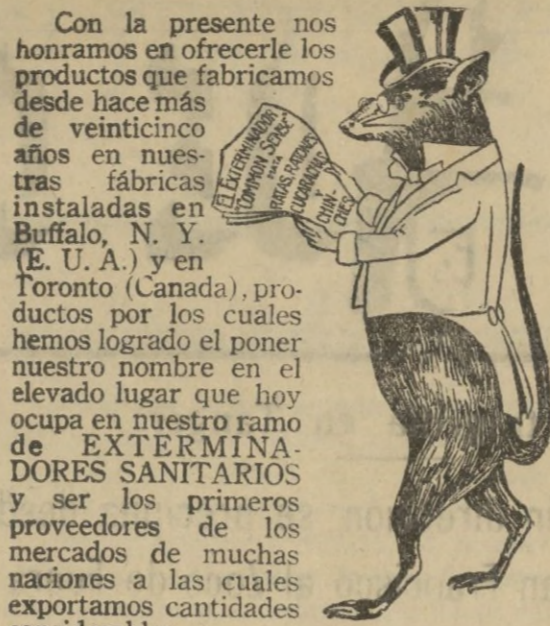 Con la presente nos
honramos en ofrecerle los
productos que fabricamos
desde hace más
de veinticinco
años en nues-
tras fábricas
instaladas en
Buffalo, N. Y.
(E. U. A.) y en
Toronto (Canada), pro-
ductos por los cuales
hemos logrado el poner
nuestro nombre en el
elevado lugar que hoy
ocupa en nuestro ramo
de EXTERMINA-
DORES SANITARIOS
y ser los primeros
proveedores de los
mercados de muchas
naciones a las cuales
exportamos cantidades
EL EXTERMINADOR
"COMMON SENSE"
MATA
RATAS, RATONES
CUCARACHAS
Y
CHIN-
CHES